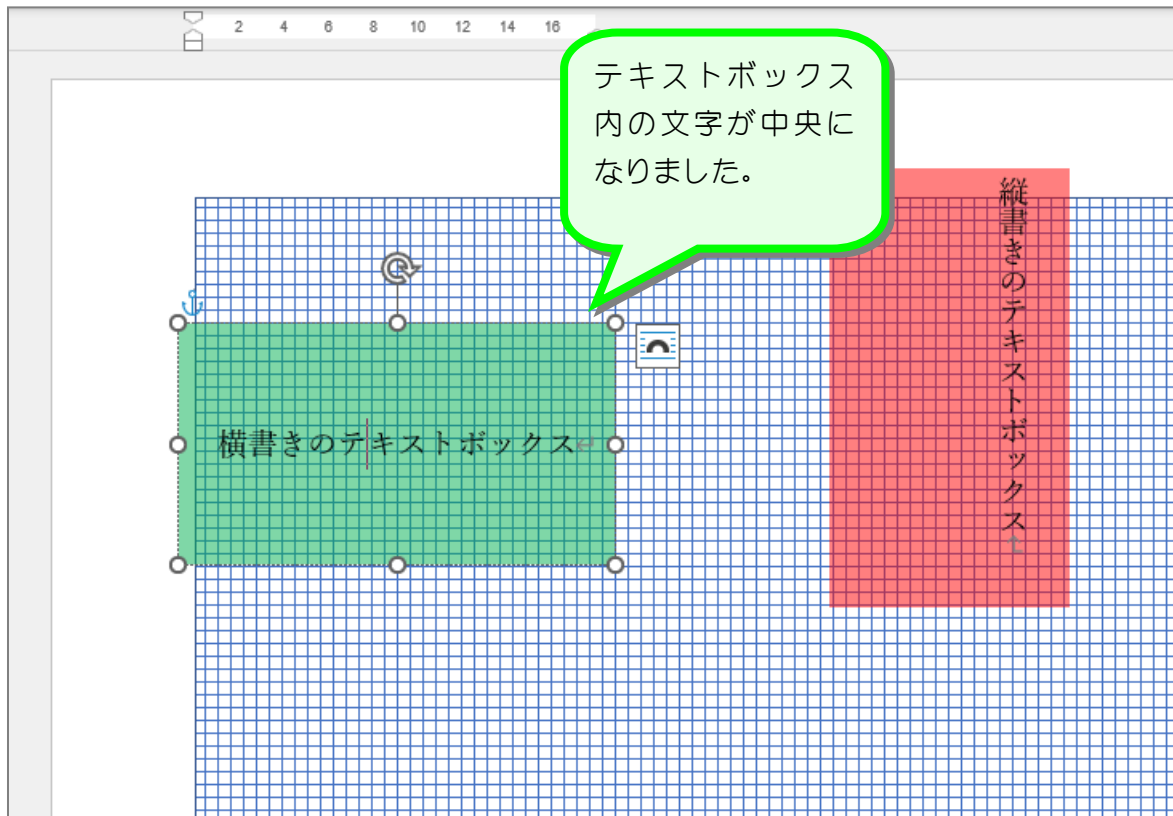 2 4 6 8 10 12 14 16
テキストボックス
内の文字が中央に
なりました。
横書きのテキストボックス
縦書きのテキストボックス